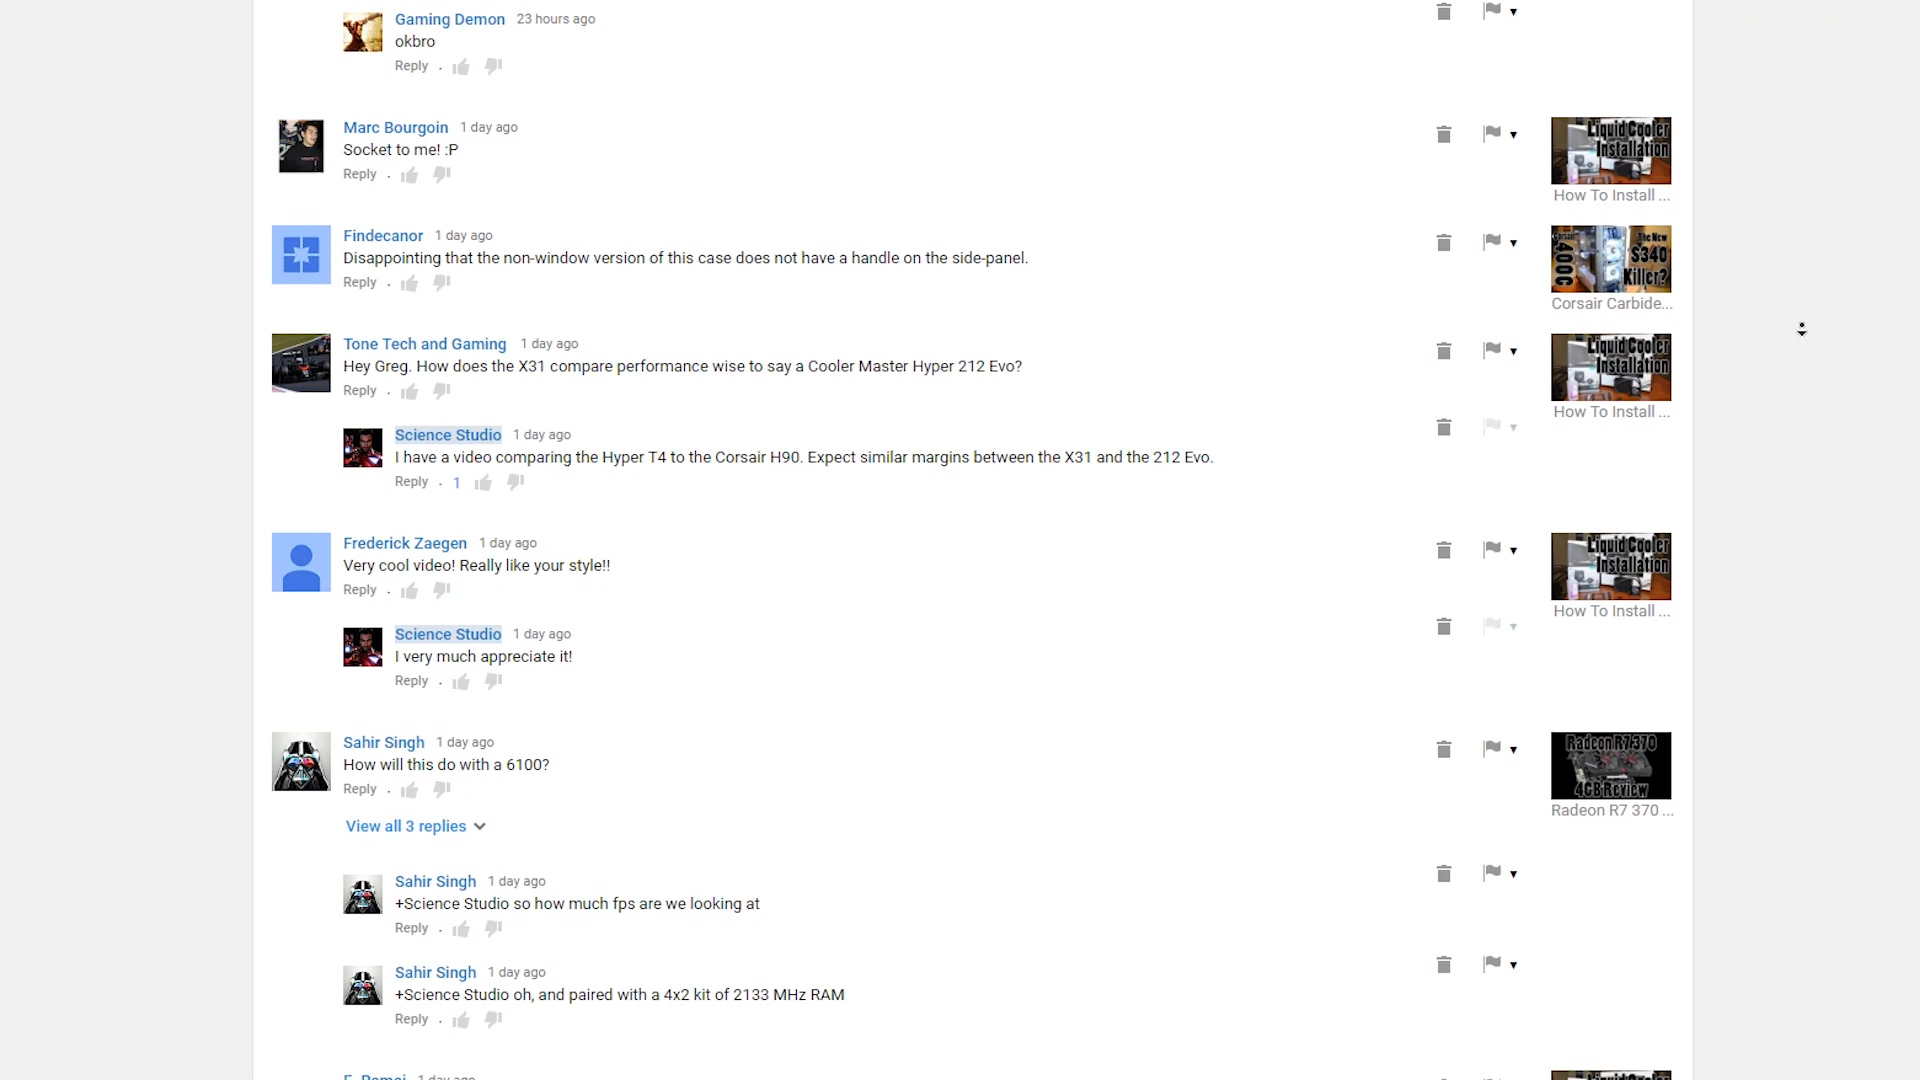 Gaming Demon 23 hours ago
okbro
Reply .
Marc Bourgoin 1 day ago
Socket to me! :P
Reply .
Liquid Cooler
Installation
How To Install ...
Findecanor 1 day ago
Disappointing that the non-window version of this case does not have a handle on the side-panel.
Reply .
Corsair
400C
The New
S340
Killer?
Corsair Carbide...
Tone Tech and Gaming 1 day ago
Hey Greg. How does the X31 compare performance wise to say a Cooler Master Hyper 212 Evo?
Reply .
Liquid Cooler
Installation
How To Install ...
Science Studio 1 day ago
I have a video comparing the Hyper T4 to the Corsair H90. Expect similar margins between the X31 and the 212 Evo.
Reply . 1
Frederick Zaegen 1 day ago
Very cool video! Really like your style!!
Reply .
Liquid Cooler
Installation
How To Install ...
Science Studio 1 day ago
I very much appreciate it!
Reply .
Sahir Singh 1 day ago
How will this do with a 6100?
Reply .
Radeon R7 370
4GB Review
Radeon R7 370 ...
View all 3 replies
Sahir Singh 1 day ago
+Science Studio so how much fps are we looking at
Reply .
Sahir Singh 1 day ago
+Science Studio oh, and paired with a 4x2 kit of 2133 MHz RAM
Reply .
1 day ago
Liquid Cooler